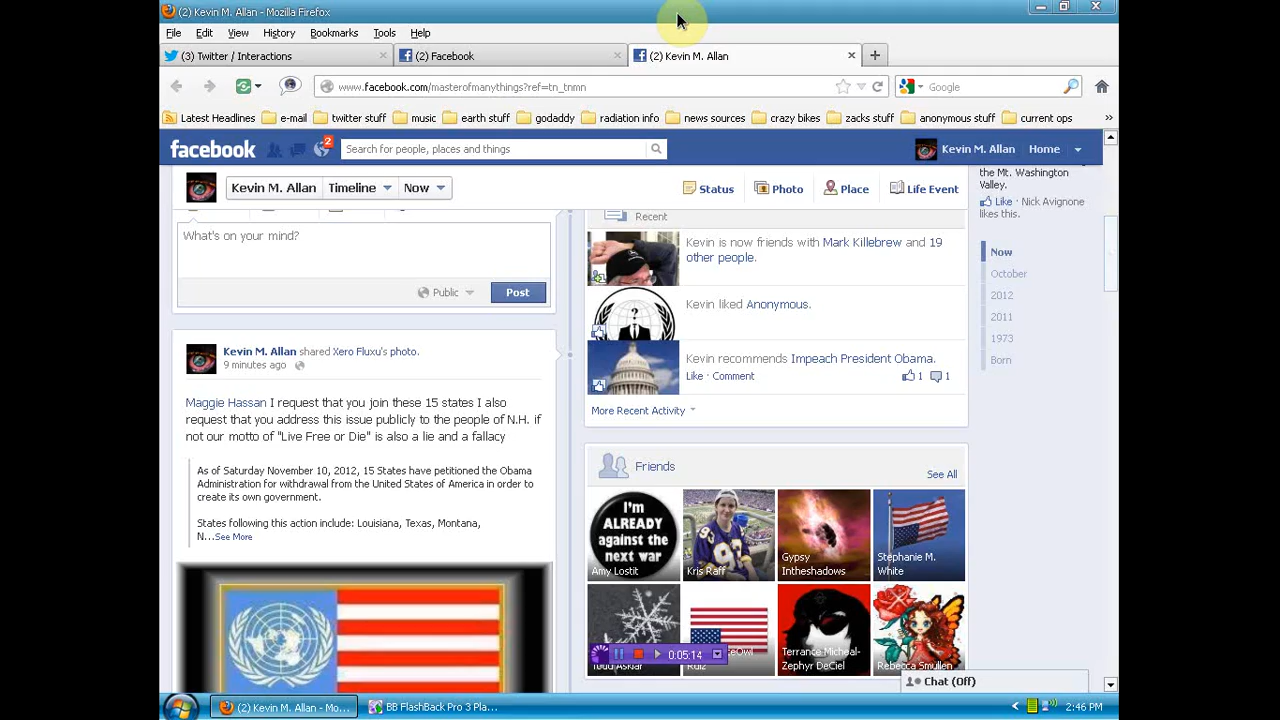 (2) Kevin M. Allan - Mozilla Firefox
File Edit View History Bookmarks Tools Help
(3) Twitter / Interactions
(2) Facebook
(2) Kevin M. Allan
www.facebook.com/masterofmanythings?ref=tn_tnmn
Google
Latest Headlines e-mail twitter stuff music earth stuff godaddy radiation info news sources crazy bikes zacks stuff anonymous stuff current ops
facebook
2
Search for people, places and things
Kevin M. Allan Home
Kevin M. Allan Timeline Now
Status Photo Place Life Event
What's on your mind?
Public Post
Kevin M. Allan shared Xero Fluxu's photo.
9 minutes ago
Maggie Hassan I request that you join these 15 states I also
request that you address this issue publicly to the people of N.H. if
not our motto of "Live Free or Die" is also a lie and a fallacy
As of Saturday November 10, 2012, 15 States have petitioned the Obama
Administration for withdrawal from the United States of America in order to
create its own government.
States following this action include: Louisiana, Texas, Montana,
N...See More
Recent
Kevin is now friends with Mark Killebrew and 19
other people.
Kevin liked Anonymous.
?
Kevin recommends Impeach President Obama.
Like · Comment
1 1
More Recent Activity
Friends
See All
I'm
ALREADY
against the
next war
Amy Lostit
Kris Raff
93
Gypsy
Intheshadows
Stephanie M.
White
Terrance Micheal-
Zephyr DeCiel
Rebecca Smullen
0:05:14
the Mt. Washington
Valley.
Like · Nick Avignone
likes this.
Now
October
2012
2011
1973
Born
Chat (Off)
(2) Kevin M. Allan - Mo...
BB FlashBack Pro 3 Pla...
2:46 PM